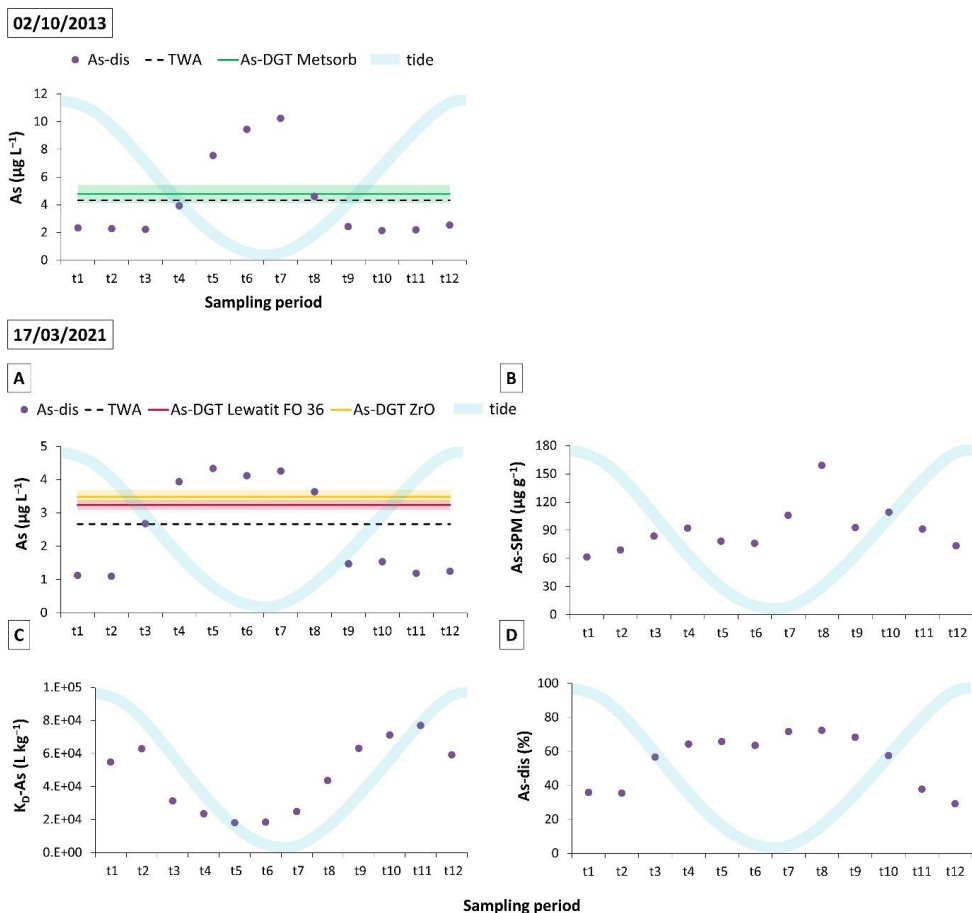 02/10/2013
As-dis TWA As-DGT Metsorb tide
12
10
8
6
4
2
0
As (µg L⁻¹)
t1 t2 t3 t4 t5 t6 t7 t8 t9 t10 t11 t12
Sampling period
17/03/2021
A
As-dis TWA As-DGT Lewatit FO 36 As-DGT ZrO tide
5
4
3
2
1
0
As (µg L⁻¹)
t1 t2 t3 t4 t5 t6 t7 t8 t9 t10 t11 t12
B
180
150
120
90
60
30
0
As-SPM (µg g⁻¹)
t1 t2 t3 t4 t5 t6 t7 t8 t9 t10 t11 t12
C
1.E+05
8.E+04
6.E+04
4.E+04
2.E+04
0.E+00
K_D-As (L kg⁻¹)
t1 t2 t3 t4 t5 t6 t7 t8 t9 t10 t11 t12
D
100
80
60
40
20
0
As-dis (%)
t1 t2 t3 t4 t5 t6 t7 t8 t9 t10 t11 t12
Sampling period